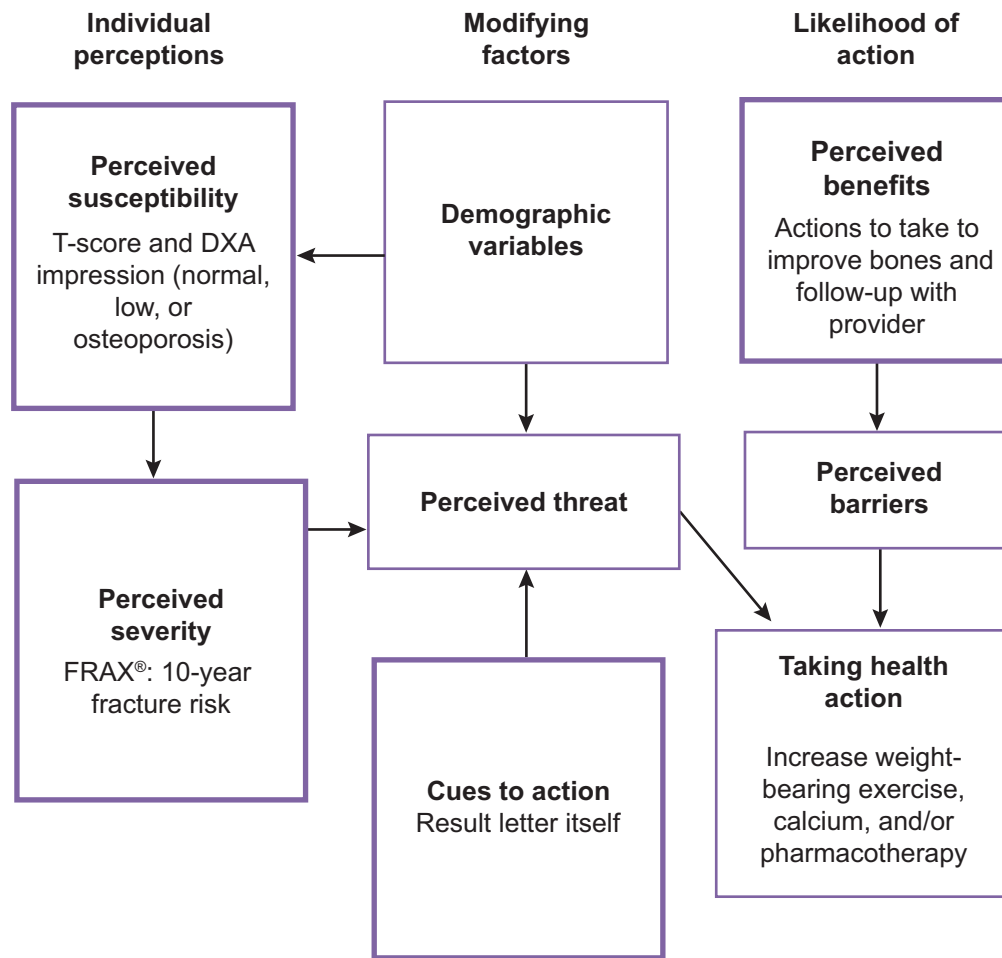 Individual
perceptions
Modifying
factors
Likelihood of
action
Perceived
susceptibility
T-score and DXA
impression (normal,
low, or
osteoporosis)
Demographic
variables
Perceived
benefits
Actions to take to
improve bones and
follow-up with
provider
Perceived
severity
FRAX®: 10-year
fracture risk
Perceived threat
Perceived
barriers
Cues to action
Result letter itself
Taking health
action
Increase weight-
bearing exercise,
calcium, and/or
pharmacotherapy